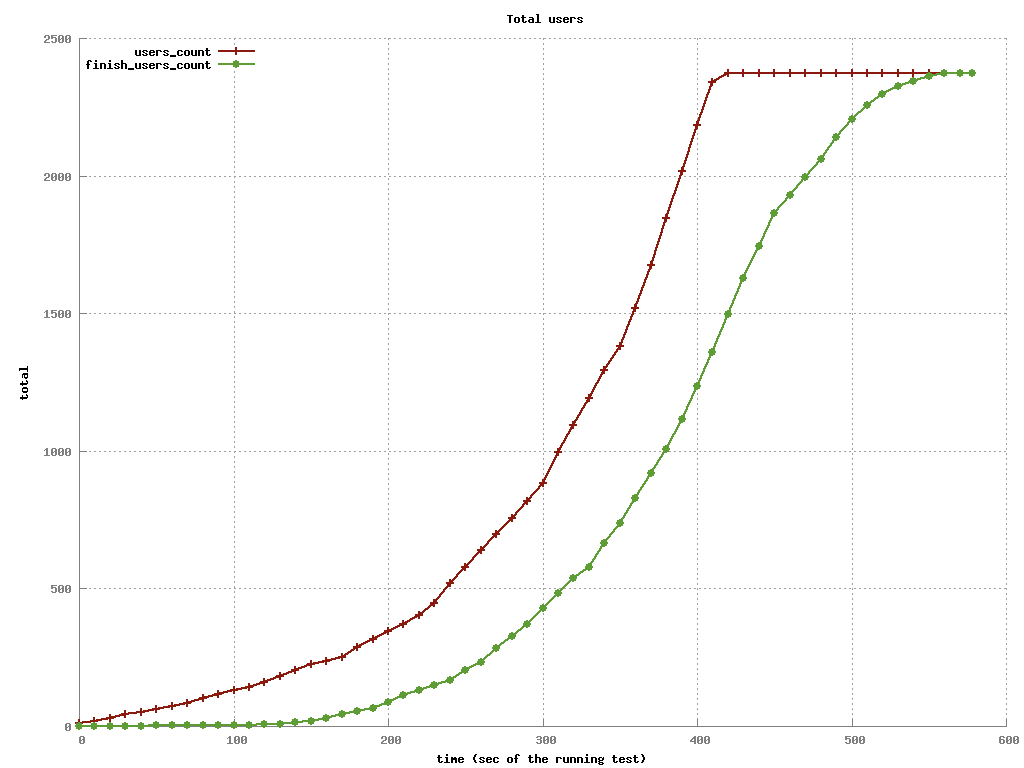 Total users
users_count
finish_users_count
2500
2000
1500
1000
500
0
total
0 100 200 300 400 500 600
time (sec of the running test)